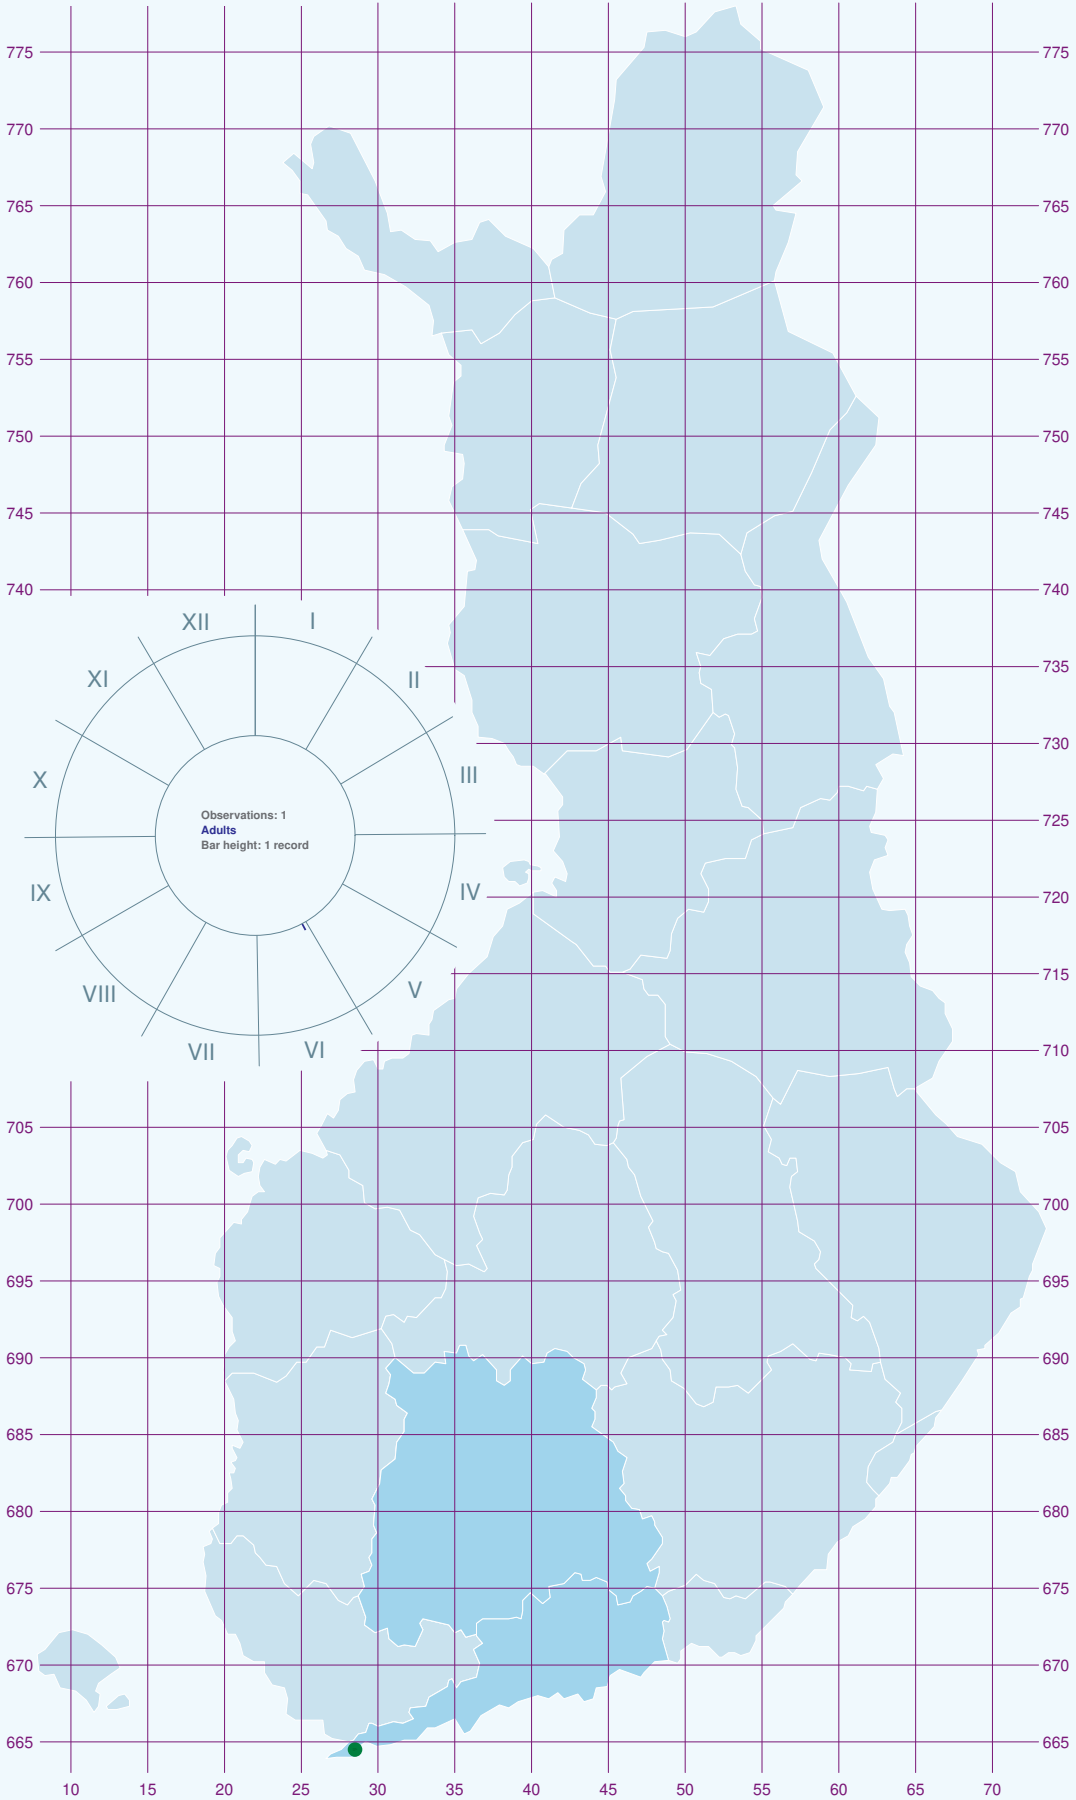 775 775
770 770
765 765
760 760
755 755
750 750
745 745
740 740
XII I
735
XI II
730
X III
725
Observations: 1
Adults
Bar height: 1 record
IX IV
720
715
VIII V
VII VI
710
705 705
700 700
695 695
690 690
685 685
680 680
675 675
670 670
665 665
10 15 20 25 30 35 40 45 50 55 60 65 70